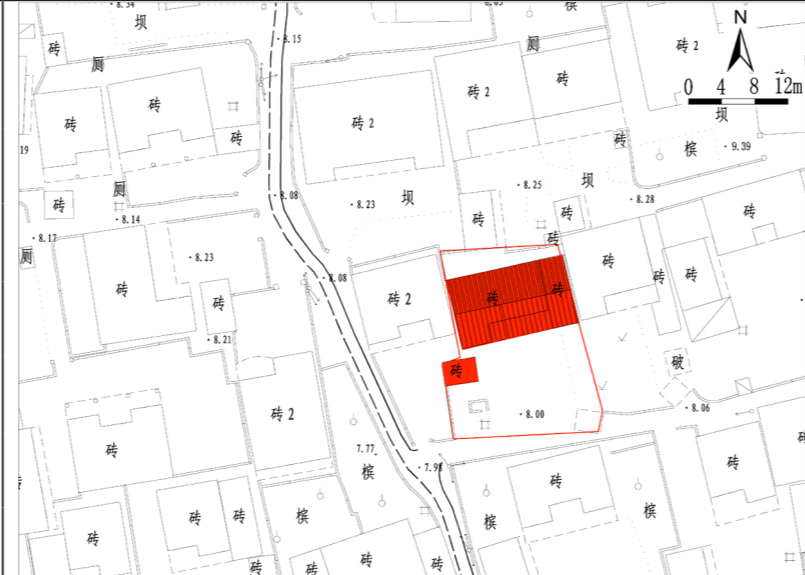 8.34
坝
8.15
厕
砖
厕
槟
砖 2
N
0 4 8 12m
坝
砖
砖
砖
砖 2
砖 2
砖
砖
槟
9.39
19
厕
砖
8.14
8.08
8.23
坝
8.25
坝
8.28
砖
砖
砖
砖
8.17
厕
8.23
砖
砖
8.08
砖 2
砖
砖
砖
砖
砖
8.21
砖
破
砖 2
8.00
8.06
7.77
槟
7.98
砖
砖
砖
砖
槟
砖
槟
槟
砖
砖
砖
砖
砖
砖